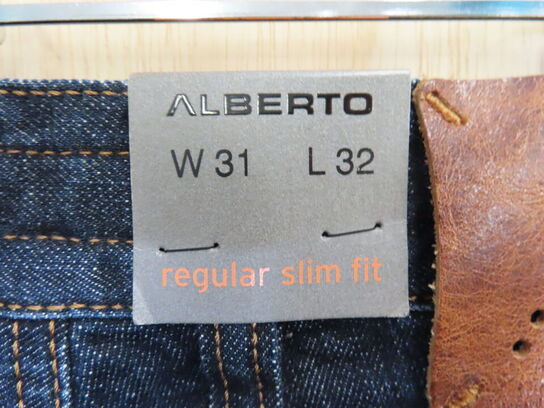 ALBERTO
W 31 L 32
regular slim fit